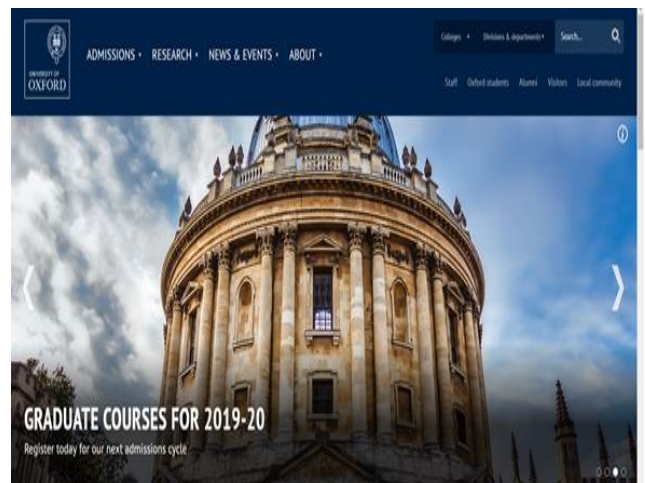 UNIVERSITY OF
OXFORD
ADMISSIONS RESEARCH NEWS & EVENTS ABOUT
Colleges Divisions & departments Search...
Staff Oxford students Alumni Visitors Local community
GRADUATE COURSES FOR 2019-20
Register today for our next admissions cycle